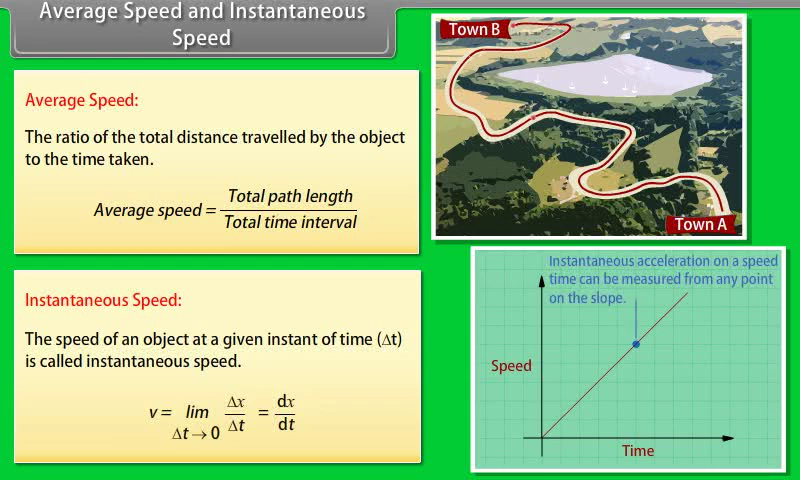 Average Speed and Instantaneous
Speed
Average Speed:
The ratio of the total distance travelled by the object
to the time taken.
Average speed = Total path length / Total time interval
Instantaneous Speed:
The speed of an object at a given instant of time (Δt)
is called instantaneous speed.
v = lim Δt → 0 Δx/Δt = dx/dt
Town B
Town A
Instantaneous acceleration on a speed
time can be measured from any point
on the slope.
Speed
Time